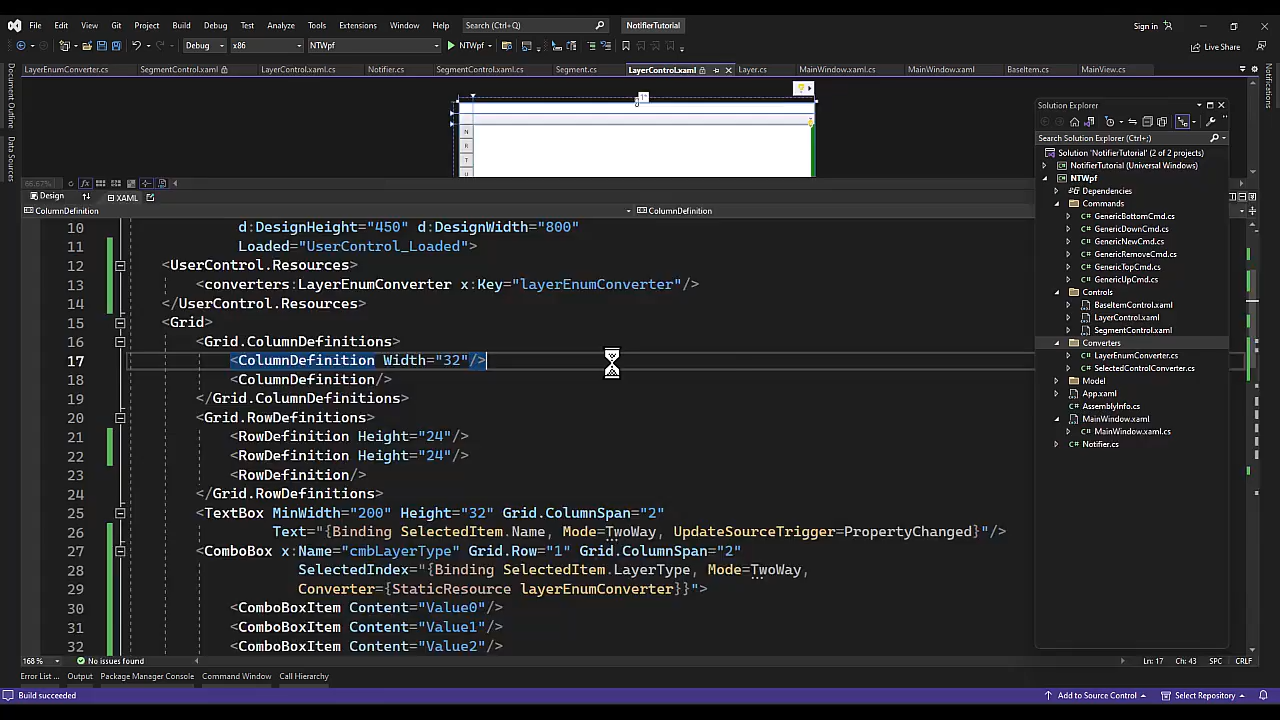 File Edit View Git Project Build Debug Test Analyze Tools Extensions Window Help Search (Ctrl+Q) NotifierTutorial Sign in
Debug x86 NTWpf NTWpf Live Share
LayerEnumConverter.cs SegmentControl.xaml LayerControl.xaml.cs Notifier.cs SegmentControl.xaml.cs Segment.cs LayerControl.xaml Layer.cs MainWindow.xaml.cs MainWindow.xaml BaseItem.cs MainView.cs
Document Outline
Data Sources
Notifications
N
R
T
66.67%
Design XAML
ColumnDefinition ColumnDefinition
10 d:DesignHeight="450" d:DesignWidth="800"
11 Loaded="UserControl_Loaded">
12 <UserControl.Resources>
13 <converters:LayerEnumConverter x:Key="layerEnumConverter"/>
14 </UserControl.Resources>
15 <Grid>
16 <Grid.ColumnDefinitions>
17 <ColumnDefinition Width="32"/>
18 <ColumnDefinition/>
19 </Grid.ColumnDefinitions>
20 <Grid.RowDefinitions>
21 <RowDefinition Height="24"/>
22 <RowDefinition Height="24"/>
23 <RowDefinition/>
24 </Grid.RowDefinitions>
25 <TextBox MinWidth="200" Height="32" Grid.ColumnSpan="2"
26 Text="{Binding SelectedItem.Name, Mode=TwoWay, UpdateSourceTrigger=PropertyChanged}"/>
27 <ComboBox x:Name="cmbLayerType" Grid.Row="1" Grid.ColumnSpan="2"
28 SelectedIndex="{Binding SelectedItem.LayerType, Mode=TwoWay,
29 Converter={StaticResource layerEnumConverter}}">
30 <ComboBoxItem Content="Value0"/>
31 <ComboBoxItem Content="Value1"/>
32 <ComboBoxItem Content="Value2"/>
Solution Explorer
Search Solution Explorer (Ctrl+;)
Solution 'NotifierTutorial' (2 of 2 projects)
NotifierTutorial (Universal Windows)
NTWpf
Dependencies
Commands
GenericBottomCmd.cs
GenericDownCmd.cs
GenericNewCmd.cs
GenericRemoveCmd.cs
GenericTopCmd.cs
GenericUpCmd.cs
Controls
BaseItemControl.xaml
LayerControl.xaml
SegmentControl.xaml
Converters
LayerEnumConverter.cs
SelectedControlConverter.cs
Model
App.xaml
AssemblyInfo.cs
MainWindow.xaml
MainWindow.xaml.cs
Notifier.cs
168 % No issues found Ln: 17 Ch: 43 SPC CRLF
Error List ... Output Package Manager Console Command Window Call Hierarchy
Build succeeded Add to Source Control Select Repository